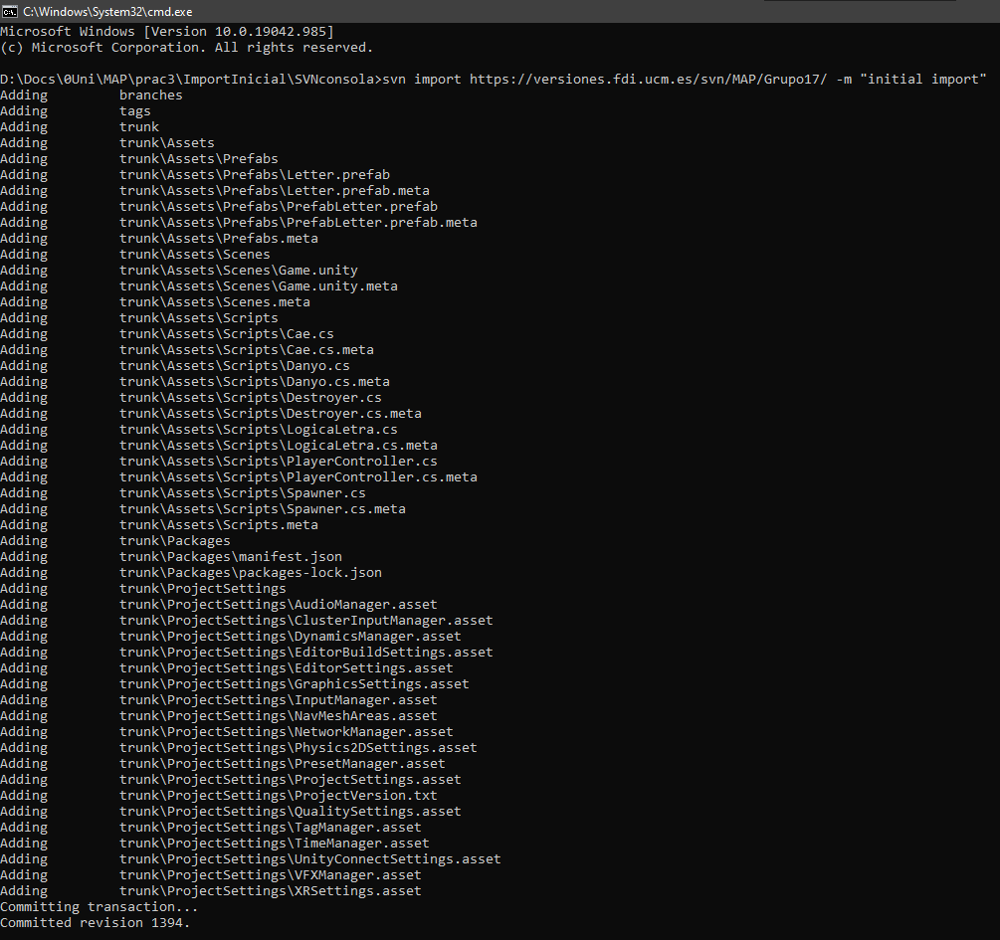 C:\Windows\System32\cmd.exe
Microsoft Windows [Version 10.0.19042.985]
(c) Microsoft Corporation. All rights reserved.
D:\Docs\0Uni\MAP\prac3\ImportInicial\SVNconsola>svn import https://versiones.fdi.ucm.es/svn/MAP/Grupo17/ -m "initial import"
Adding         branches
Adding         tags
Adding         trunk
Adding         trunk\Assets
Adding         trunk\Assets\Prefabs
Adding         trunk\Assets\Prefabs\Letter.prefab
Adding         trunk\Assets\Prefabs\Letter.prefab.meta
Adding         trunk\Assets\Prefabs\PrefabLetter.prefab
Adding         trunk\Assets\Prefabs\PrefabLetter.prefab.meta
Adding         trunk\Assets\Prefabs.meta
Adding         trunk\Assets\Scenes
Adding         trunk\Assets\Scenes\Game.unity
Adding         trunk\Assets\Scenes\Game.unity.meta
Adding         trunk\Assets\Scenes.meta
Adding         trunk\Assets\Scripts
Adding         trunk\Assets\Scripts\Cae.cs
Adding         trunk\Assets\Scripts\Cae.cs.meta
Adding         trunk\Assets\Scripts\Danyo.cs
Adding         trunk\Assets\Scripts\Danyo.cs.meta
Adding         trunk\Assets\Scripts\Destroyer.cs
Adding         trunk\Assets\Scripts\Destroyer.cs.meta
Adding         trunk\Assets\Scripts\LogicaLetra.cs
Adding         trunk\Assets\Scripts\LogicaLetra.cs.meta
Adding         trunk\Assets\Scripts\PlayerController.cs
Adding         trunk\Assets\Scripts\PlayerController.cs.meta
Adding         trunk\Assets\Scripts\Spawner.cs
Adding         trunk\Assets\Scripts\Spawner.cs.meta
Adding         trunk\Assets\Scripts.meta
Adding         trunk\Packages
Adding         trunk\Packages\manifest.json
Adding         trunk\Packages\packages-lock.json
Adding         trunk\ProjectSettings
Adding         trunk\ProjectSettings\AudioManager.asset
Adding         trunk\ProjectSettings\ClusterInputManager.asset
Adding         trunk\ProjectSettings\DynamicsManager.asset
Adding         trunk\ProjectSettings\EditorBuildSettings.asset
Adding         trunk\ProjectSettings\EditorSettings.asset
Adding         trunk\ProjectSettings\GraphicsSettings.asset
Adding         trunk\ProjectSettings\InputManager.asset
Adding         trunk\ProjectSettings\NavMeshAreas.asset
Adding         trunk\ProjectSettings\NetworkManager.asset
Adding         trunk\ProjectSettings\Physics2DSettings.asset
Adding         trunk\ProjectSettings\PresetManager.asset
Adding         trunk\ProjectSettings\ProjectSettings.asset
Adding         trunk\ProjectSettings\ProjectVersion.txt
Adding         trunk\ProjectSettings\QualitySettings.asset
Adding         trunk\ProjectSettings\TagManager.asset
Adding         trunk\ProjectSettings\TimeManager.asset
Adding         trunk\ProjectSettings\UnityConnectSettings.asset
Adding         trunk\ProjectSettings\VFXManager.asset
Adding         trunk\ProjectSettings\XRSettings.asset
Committing transaction...
Committed revision 1394.